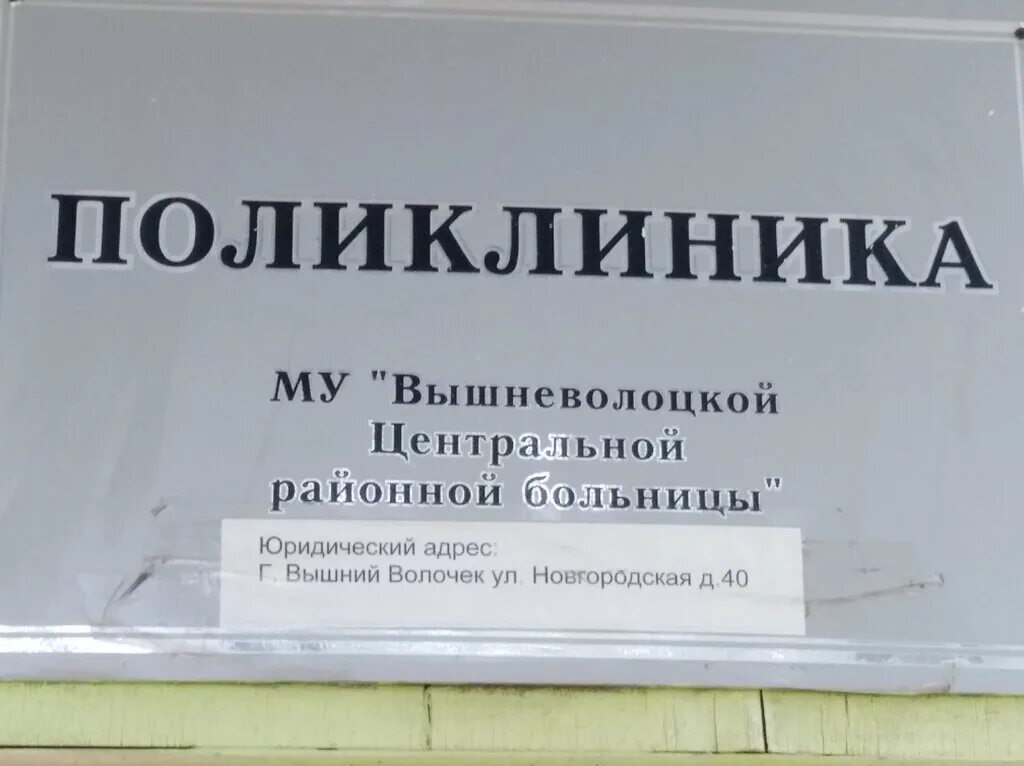 ПОЛИКЛИНИКА
МУ "Вышневолоцкой
Центральной
районной больницы"
Юридический адрес:
Г. Вышний Волочек ул. Новгородская д.40